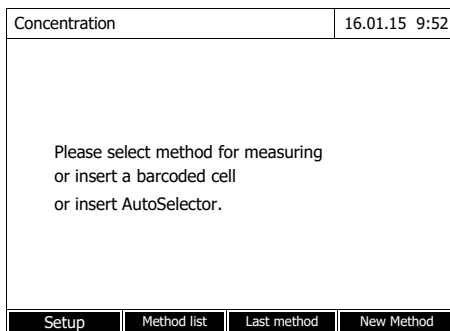 Concentration 16.01.15 9:52
Please select method for measuring
or insert a barcoded cell
or insert AutoSelector.
Setup Method list Last method New Method